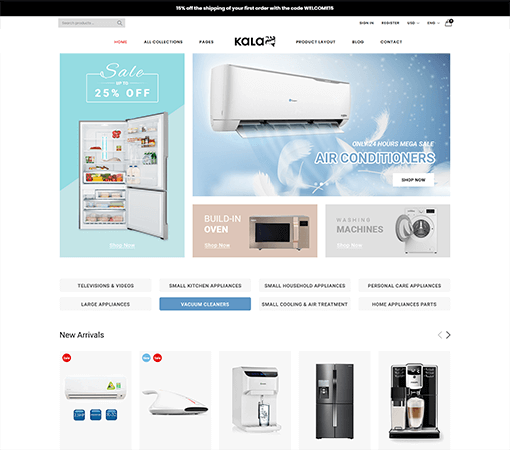 15% off the shipping of your first order with the code WELCOME15
Search products...
SIGN IN
REGISTER
USD
ENG
0
HOME
ALL COLLECTIONS
PAGES
KALA
PRODUCT LAYOUT
BLOG
CONTACT
Sale
UP TO
25% OFF
Shop Now
ONLY 24 HOURS MEGA SALE
AIR CONDITIONERS
SHOP NOW
BUILD-IN
OVEN
Shop Now
WASHING
MACHINES
Shop Now
TELEVISIONS & VIDEOS
SMALL KITCHEN APPLIANCES
SMALL HOUSEHOLD APPLIANCES
PERSONAL CARE APPLIANCES
LARGE APPLIANCES
VACUUM CLEANERS
SMALL COOLING & AIR TREATMENT
HOME APPLIANCES PARTS
New Arrivals
Sale
New
Sale